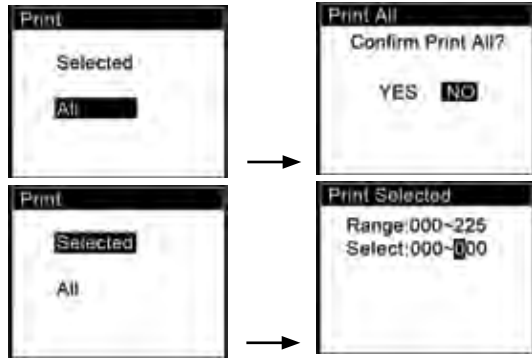 Print
Selected
All
Print All
Confirm Print All?
YES NO
Print
Selected
All
Print Selected
Range:000~225
Select:000~000